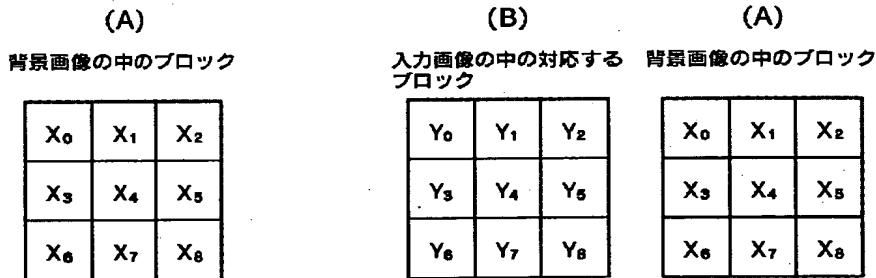 (A)
背景画像の中のブロック
X₀ X₁ X₂
X₃ X₄ X₅
X₆ X₇ X₈
(B)
入力画像の中の対応する
ブロック
Y₀ Y₁ Y₂
Y₃ Y₄ Y₅
Y₆ Y₇ Y₈
(A)
背景画像の中のブロック
X₀ X₁ X₂
X₃ X₄ X₅
X₆ X₇ X₈